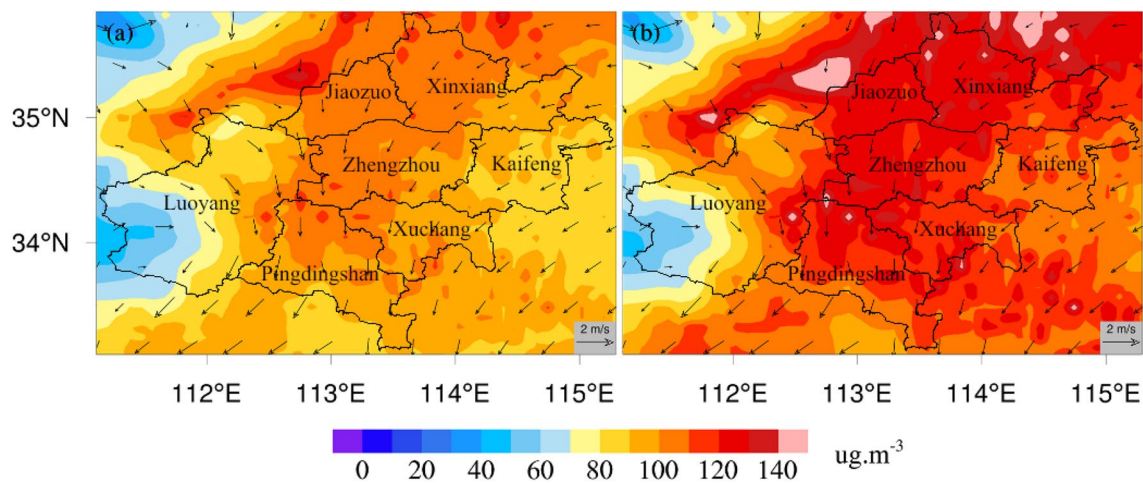 (a)
Jiaozuo
Xinxiang
Zhengzhou
Kaifeng
Luoyang
Xuchang
Pingdingshan
2 m/s
(b)
Jiaozuo
Xinxiang
Zhengzhou
Kaifeng
Luoyang
Xuchang
Pingdingshan
2 m/s
35°N
34°N
112°E 113°E 114°E 115°E
112°E 113°E 114°E 115°E
0 20 40 60 80 100 120 140
ug.m⁻³